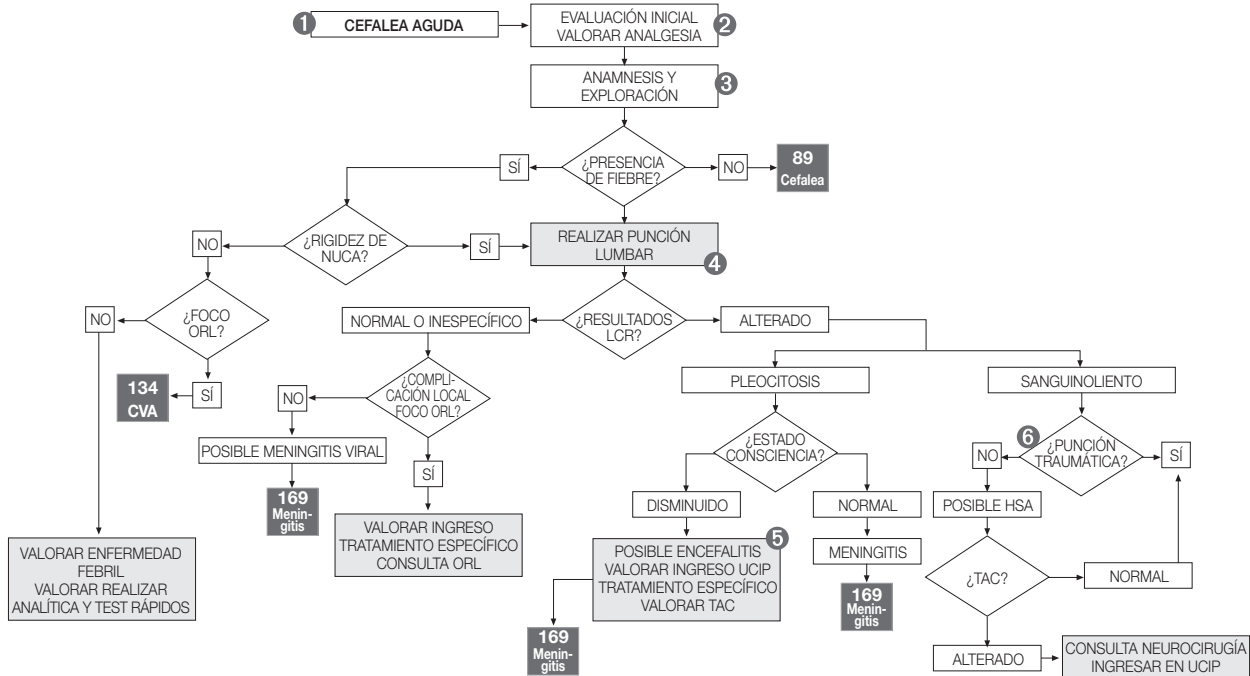 1
CEFALEA AGUDA
EVALUACIÓN INICIAL
VALORAR ANALGESIA
2
ANAMNESIS Y
EXPLORACIÓN
3
¿PRESENCIA
DE FIEBRE?
SÍ
NO
89
Cefalea
¿RIGIDEZ DE
NUCA?
NO
SÍ
REALIZAR PUNCIÓN
LUMBAR
4
¿FOCO
ORL?
NO
SÍ
134
CVA
¿RESULTADOS
LCR?
NORMAL O INESPECÍFICO
ALTERADO
¿COMPLI-
CACIÓN LOCAL
FOCO ORL?
NO
SÍ
POSIBLE MENINGITIS VIRAL
169
Menin-
gitis
VALORAR INGRESO
TRATAMIENTO ESPECÍFICO
CONSULTA ORL
VALORAR ENFERMEDAD
FEBRIL
VALORAR REALIZAR
ANALÍTICA Y TEST RÁPIDOS
PLEOCITOSIS
SANGUINOLIENTO
¿ESTADO
CONSCIENCIA?
DISMINUIDO
NORMAL
POSIBLE ENCEFALITIS
VALORAR INGRESO UCIP
TRATAMIENTO ESPECÍFICO
VALORAR TAC
5
169
Menin-
gitis
MENINGITIS
169
Menin-
gitis
6
¿PUNCIÓN
TRAUMÁTICA?
NO
SÍ
POSIBLE HSA
¿TAC?
NORMAL
ALTERADO
CONSULTA NEUROCIRUGÍA
INGRESAR EN UCIP